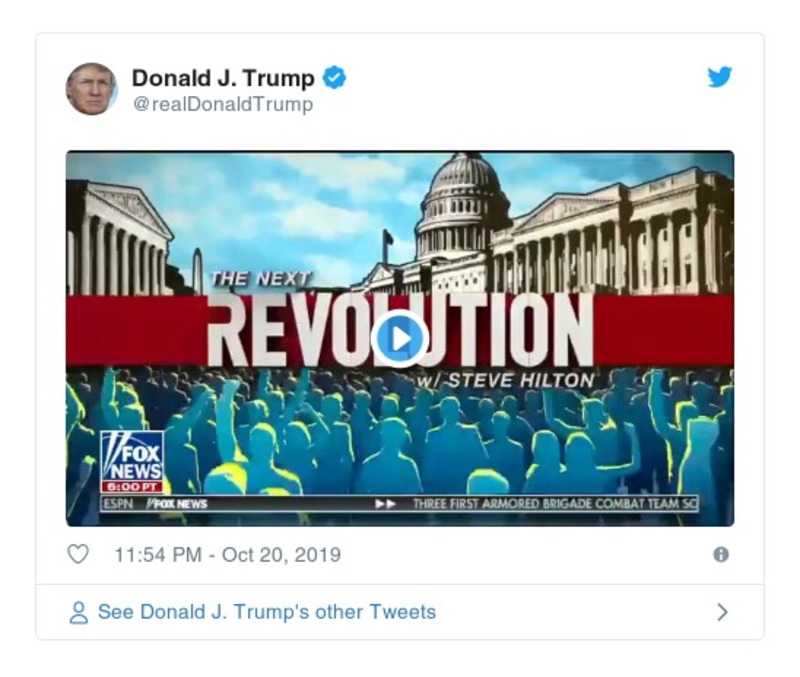 Donald J. Trump
@realDonaldTrump
THE NEXT
REVOLUTION
w/ STEVE HILTON
FOX
NEWS
6:00 PT
ESPN FOX NEWS THREE FIRST ARMORED BRIGADE COMBAT TEAM SO
11:54 PM - Oct 20, 2019
See Donald J. Trump's other Tweets